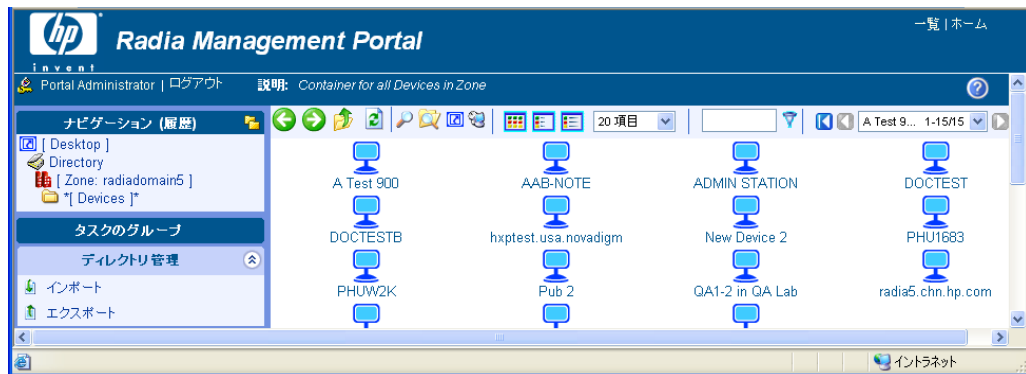 一覧 | ホーム
hp
invent
Radia Management Portal
Portal Administrator | ログアウト
説明: Container for all Devices in Zone
ナビゲーション (履歴)
[ Desktop ]
Directory
[ Zone: radiadomain5 ]
*[ Devices ]*
タスクのグループ
ディレクトリ管理
インポート
エクスポート
20 項目
A Test 9... 1-15/15
A Test 900
AAB-NOTE
ADMIN STATION
DOCTEST
DOCTESTB
hxptest.usa.novadigm
New Device 2
PHU1683
PHUW2K
Pub 2
QA1-2 in QA Lab
radia5.chn.hp.com
イントラネット